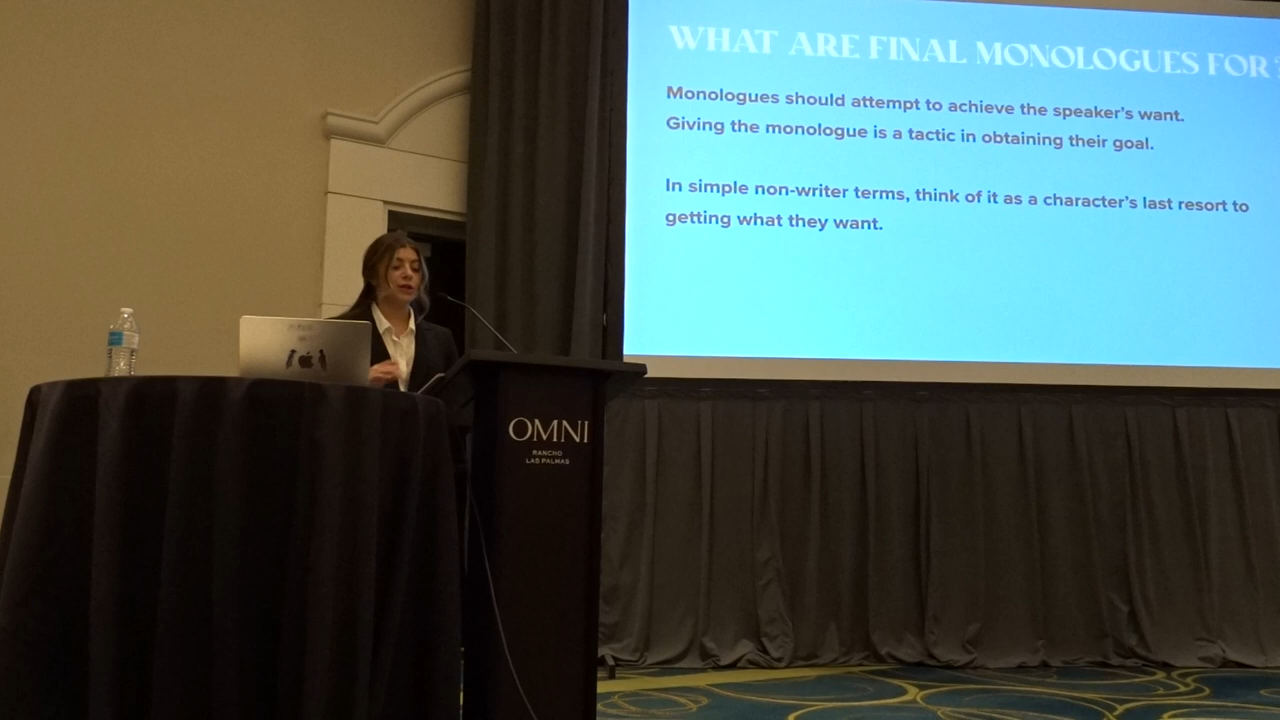 WHAT ARE FINAL MONOLOGUES FOR
Monologues should attempt to achieve the speaker's want.
Giving the monologue is a tactic in obtaining their goal.
In simple non-writer terms, think of it as a character's last resort to
getting what they want.
OMNI
RANCHO
LAS PALMAS